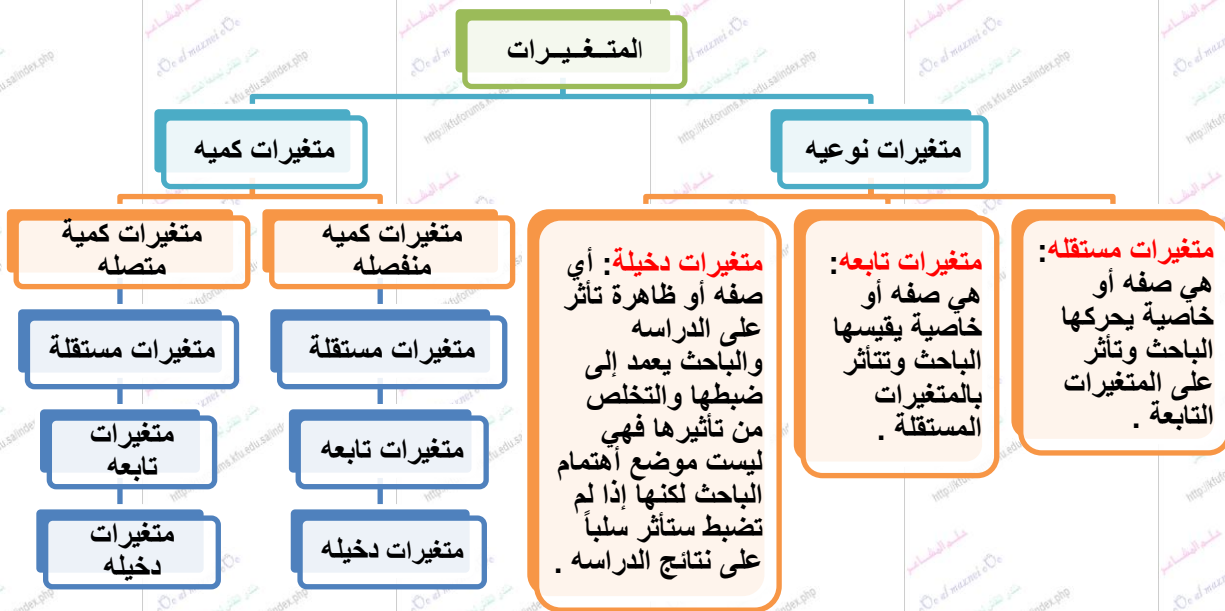 المتـغـيـرات
متغيرات نوعيه
متغيرات كميه
متغيرات مستقله:
هي صفه أو
خاصية يحركها
الباحث وتأثر
على المتغيرات
التابعة .
متغيرات تابعه:
هي صفه أو
خاصية يقيسها
الباحث وتتأثر
بالمتغيرات
المستقلة .
متغيرات دخيلة: أي
صفه أو ظاهرة تأثر
على الدراسه
والباحث يعمد إلى
ضبطها والتخلص
من تأثيرها فهي
ليست موضع أهتمام
الباحث لكنها إذا لم
تضبط ستأثر سلباً
على نتائج الدراسه .
متغيرات كميه
منفصله
متغيرات مستقلة
متغيرات تابعه
متغيرات دخيله
متغيرات كمية
متصله
متغيرات مستقلة
متغيرات
تابعه
متغيرات
دخيله